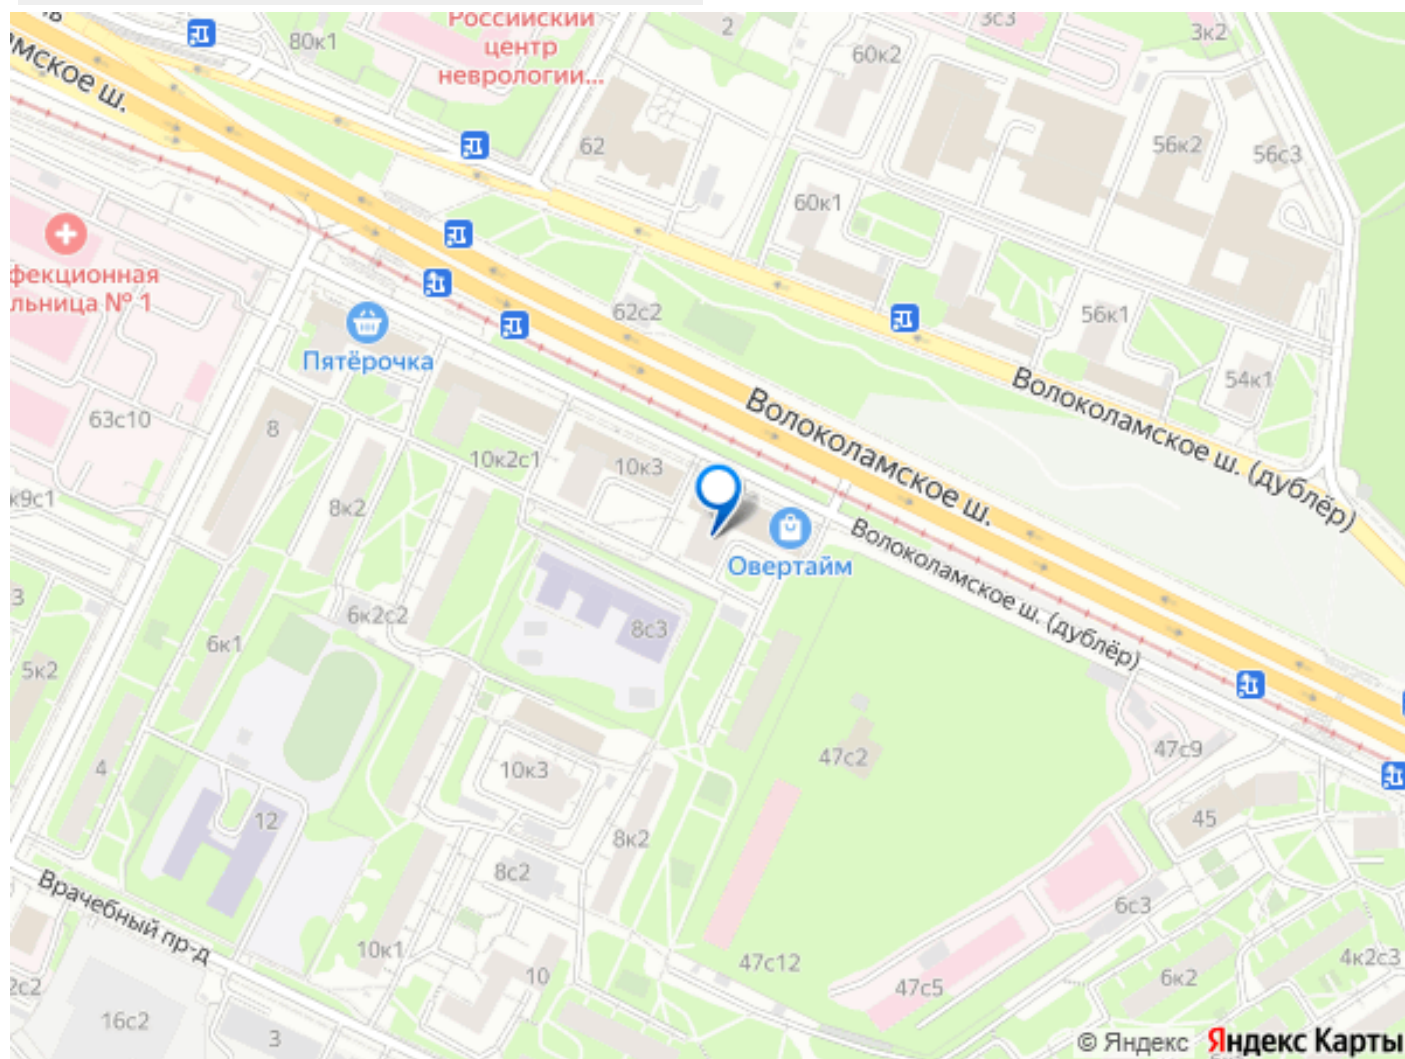 80к1
Российский
центр
неврологии...
2
3с3
3к2
60к2
мское ш.
62
56к2
56с3
60к1
фекционная
льница № 1
62с2
56к1
Пятёрочка
Волоколамское ш. (дублёр)
54к1
Волоколамское ш.
63с10
8
10к2с1
10к3
к9с1
8к2
Овертайм
Волоколамское ш. (дублёр)
3
6к2с2
8с3
6к1
5к2
47с2
47с9
4
10к3
12
45
8к2
8с2
Врачебный пр-д
6с3
10к1
47с12
10
47с5
6к2
4к2с3
2с2
16с2
3
© Яндекс Яндекс Карты